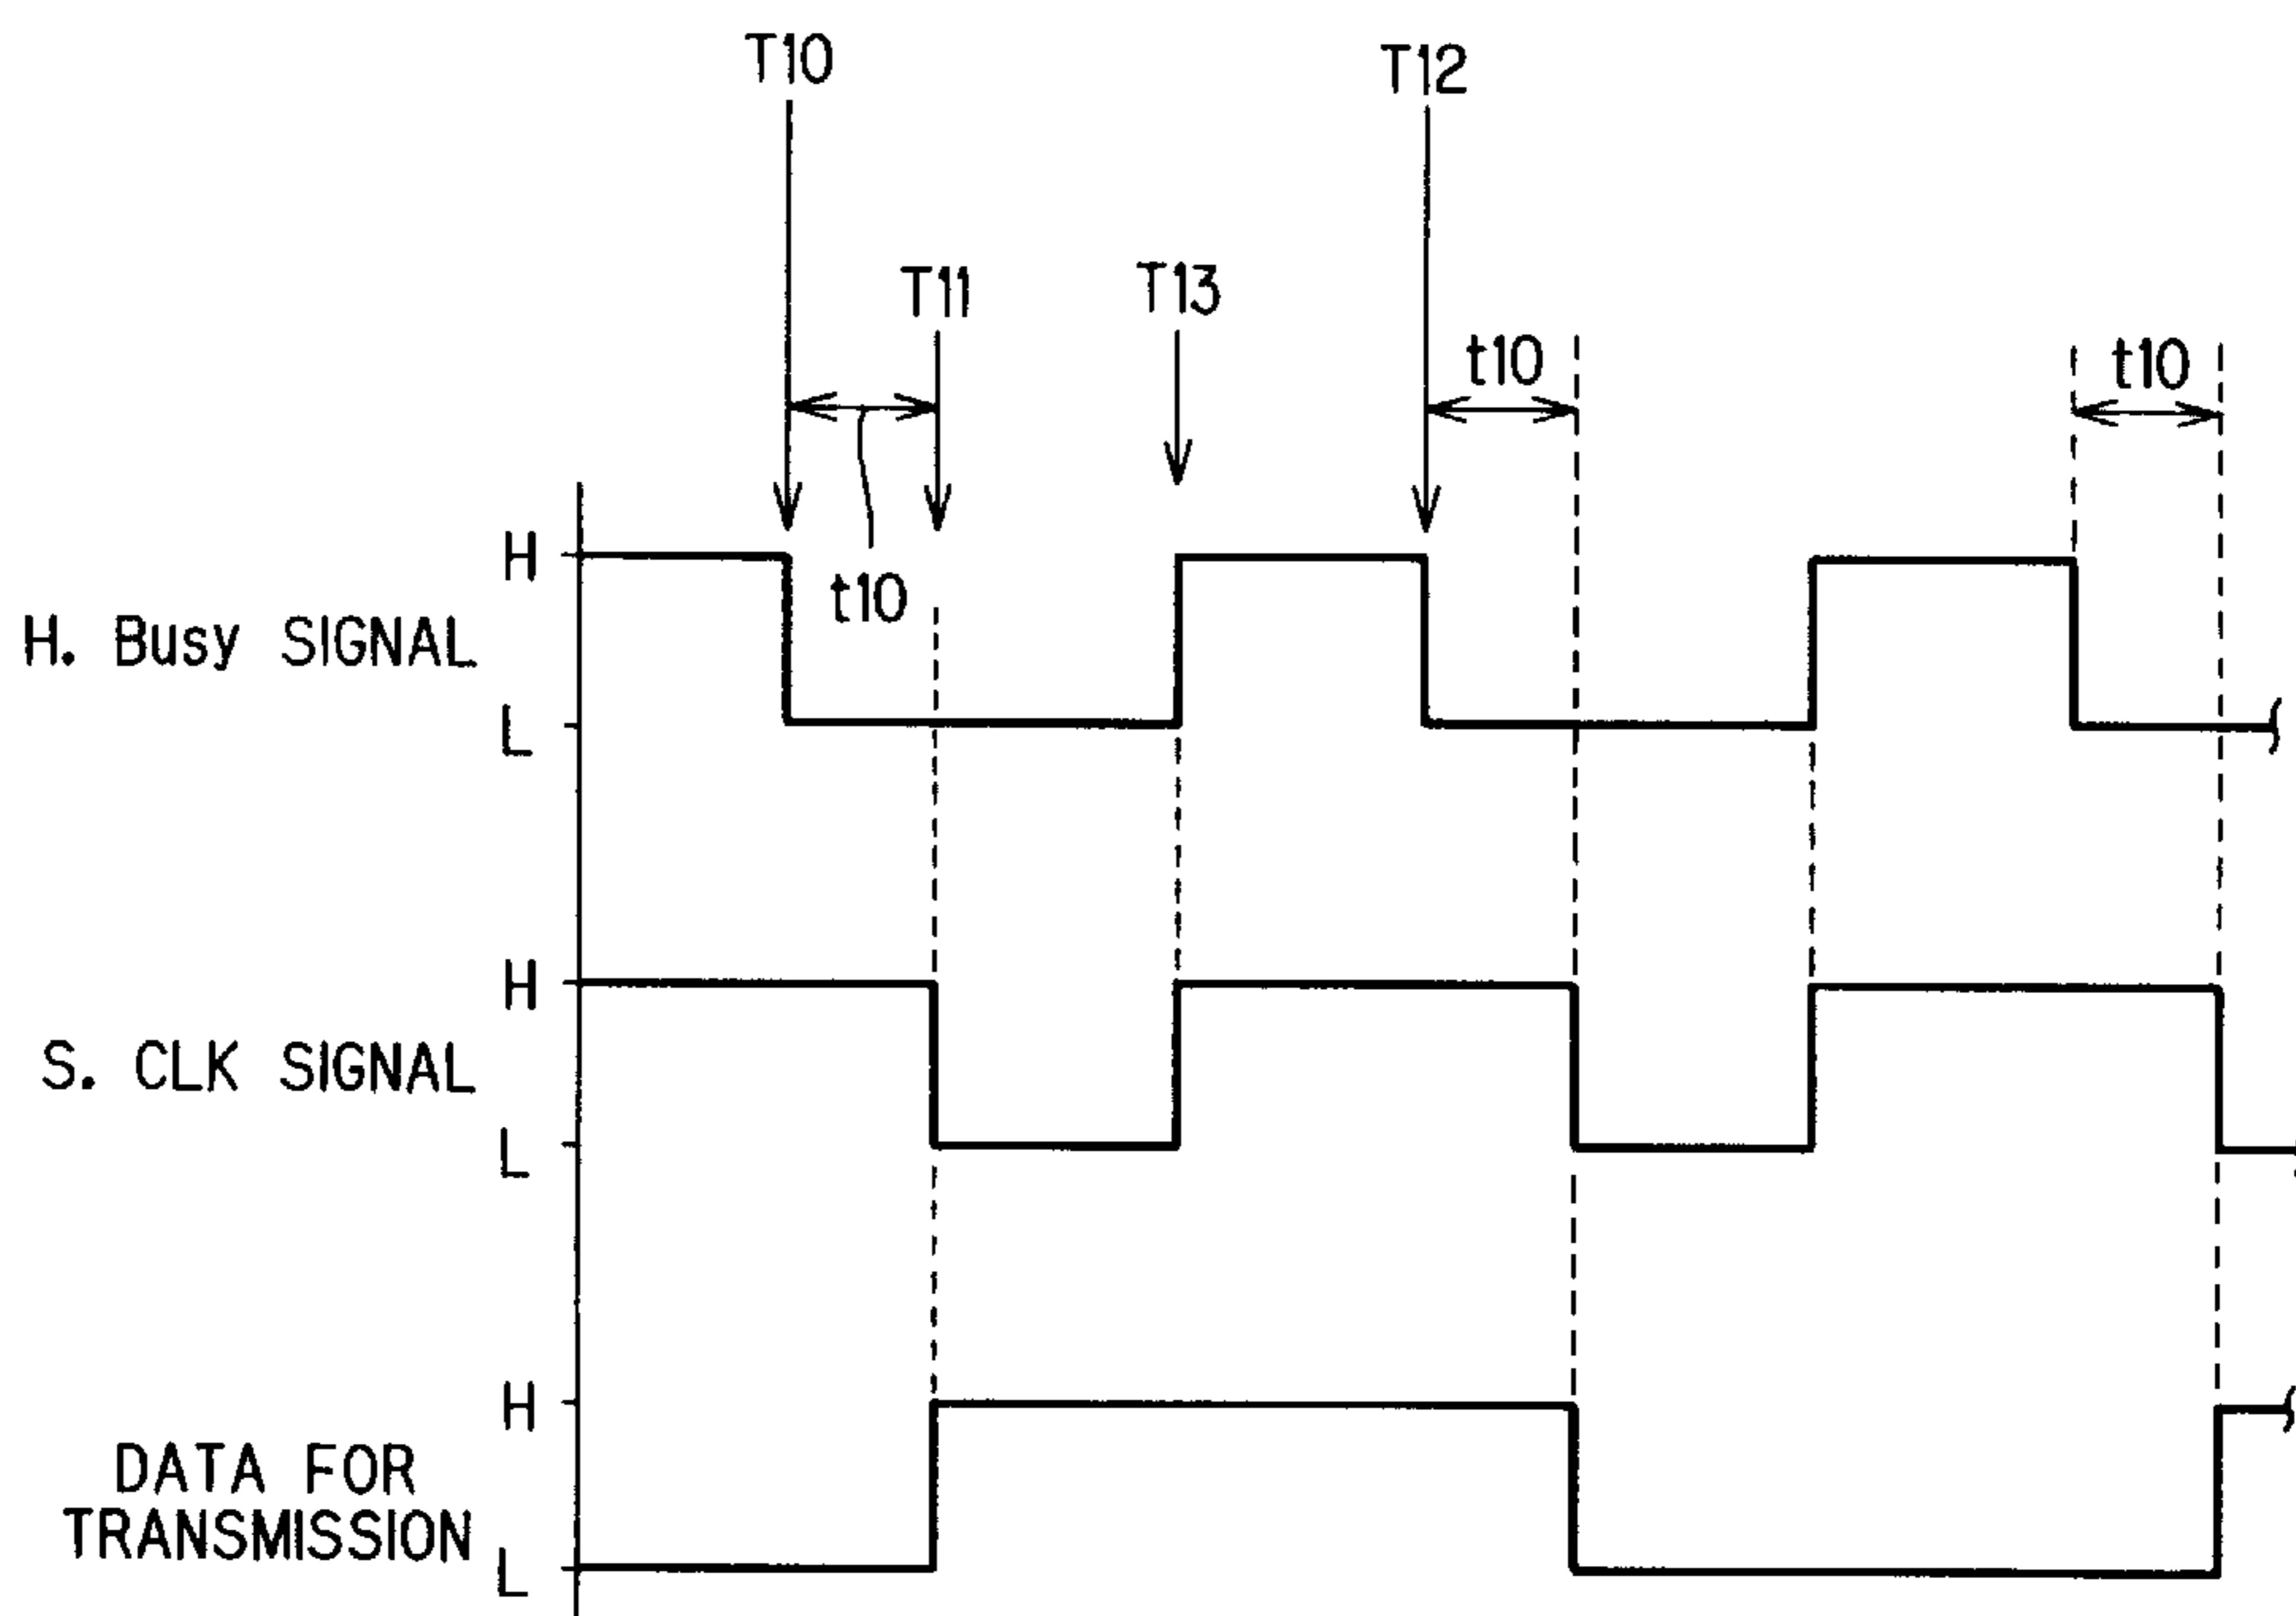 T10
T12
T11
T13
t10
t10
t10
H
H. Busy SIGNAL
L
H
S. CLK SIGNAL
L
H
DATA FOR
TRANSMISSION
L